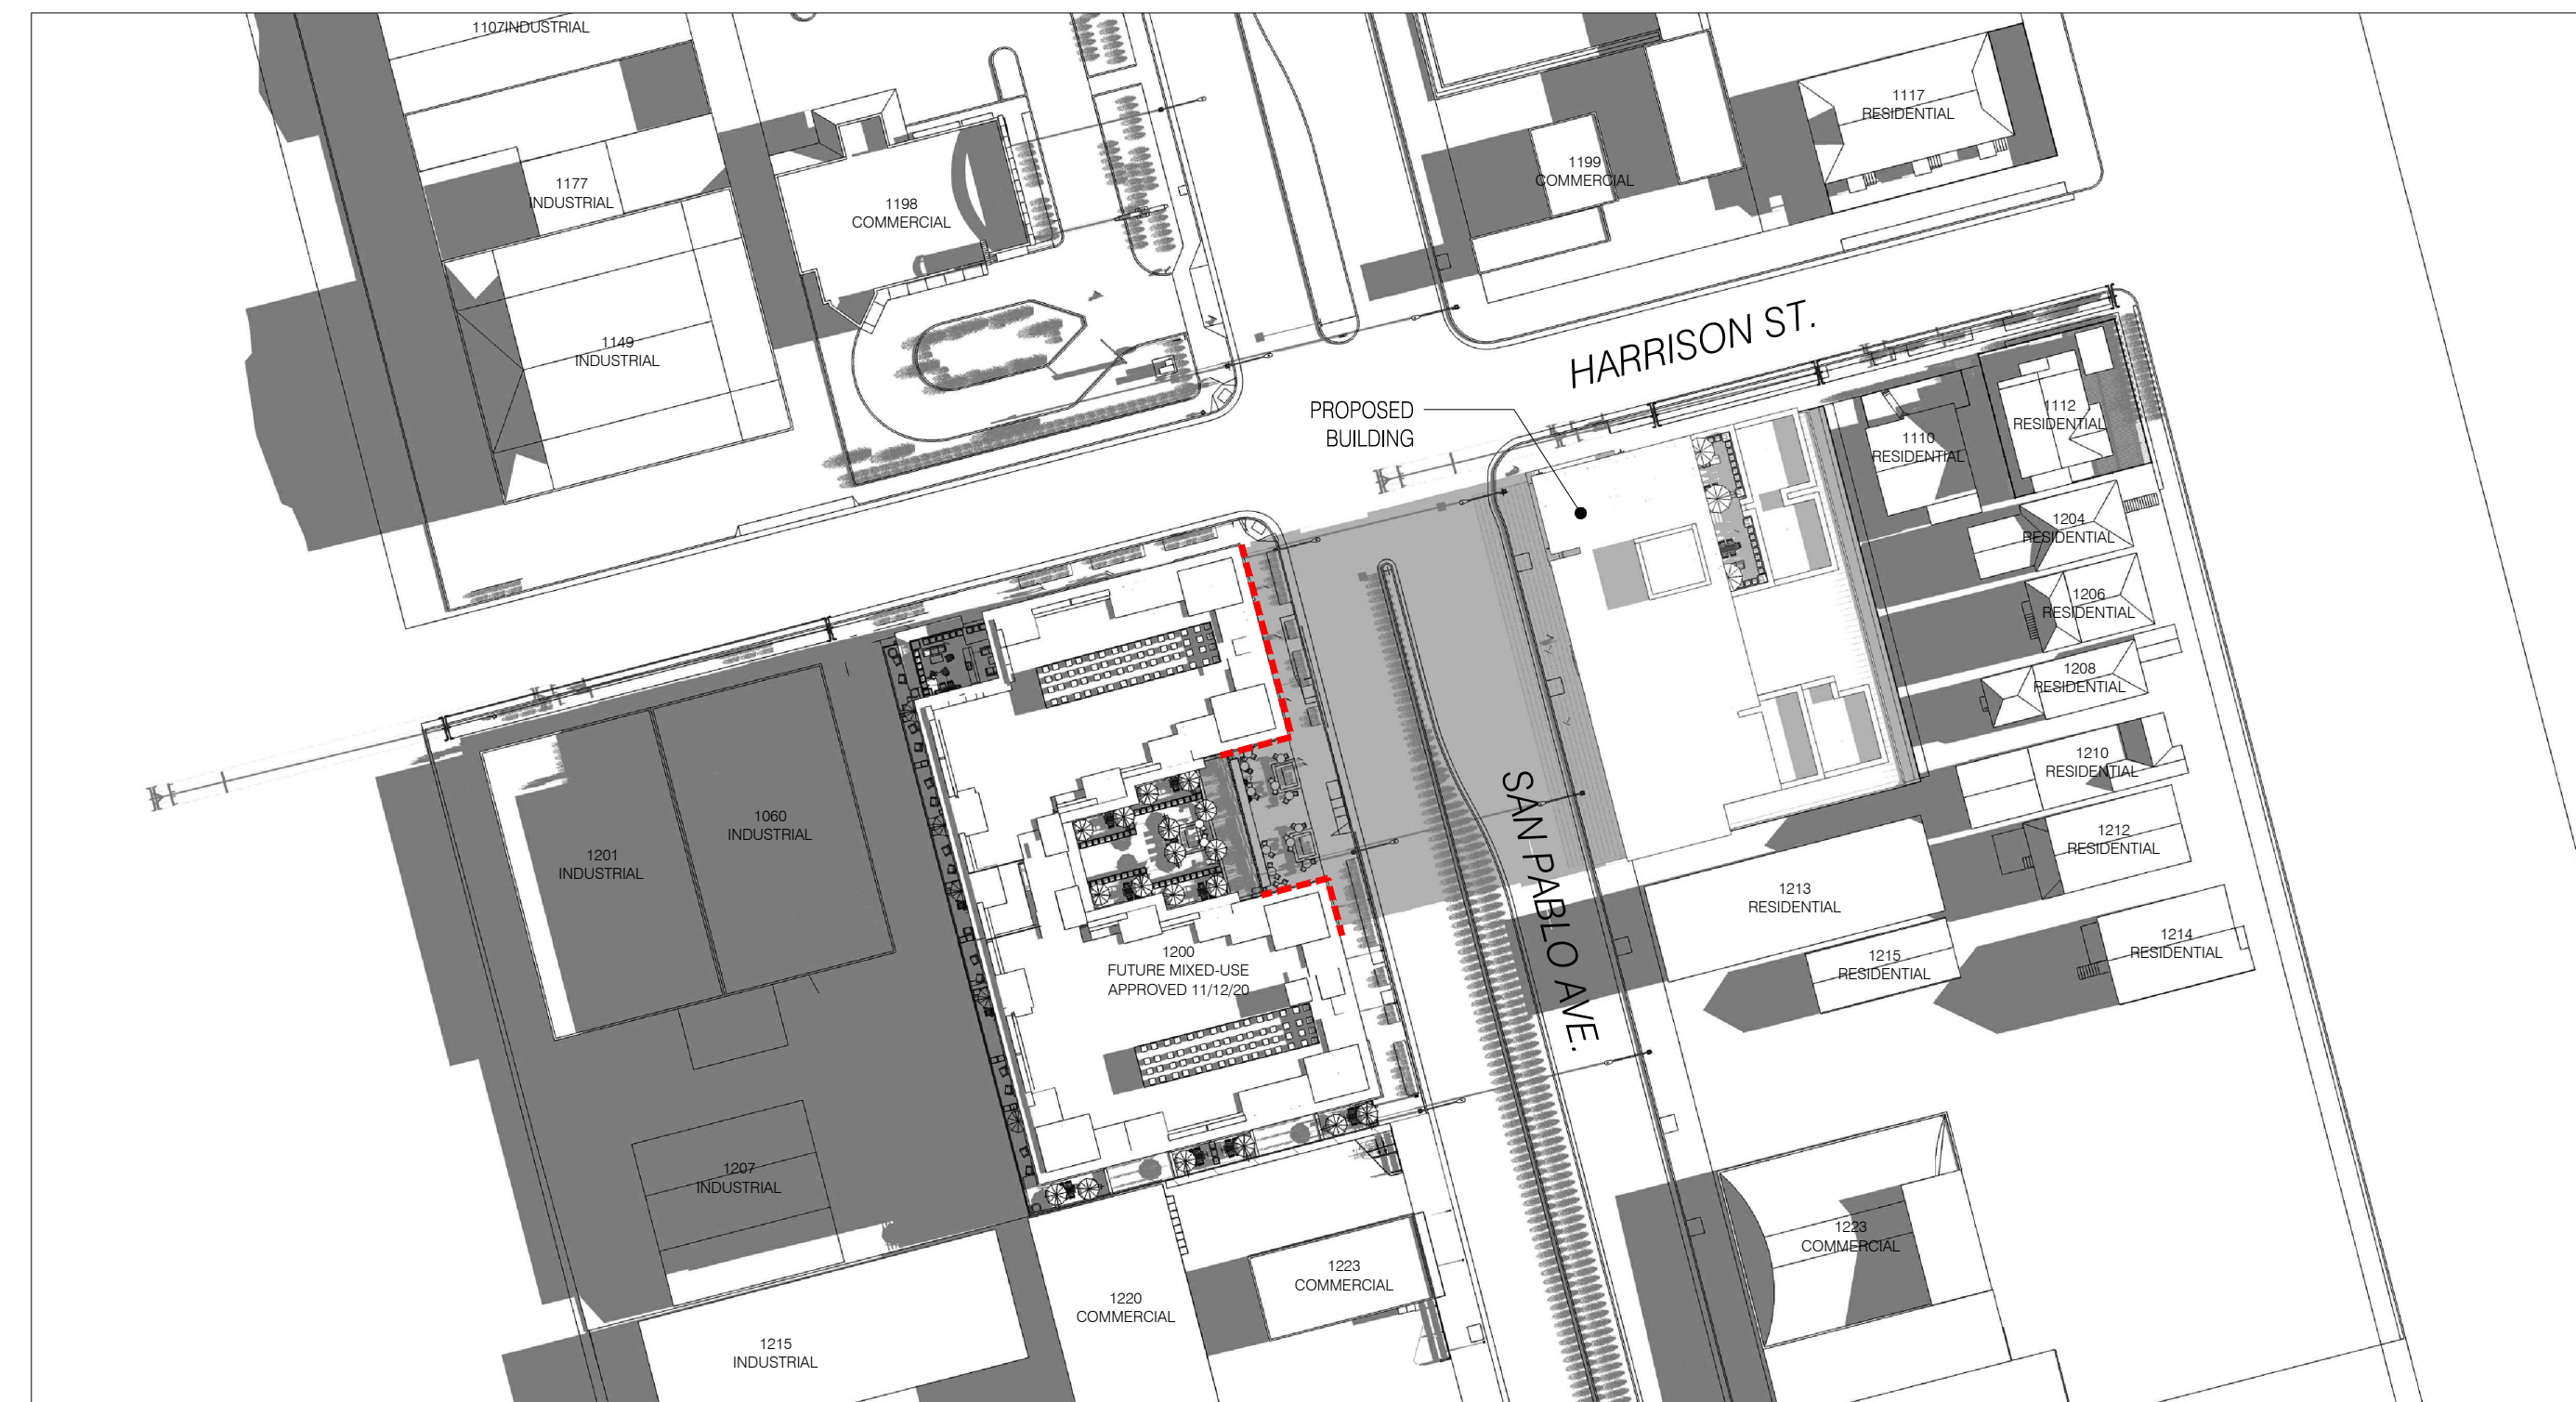 1107INDUSTRIAL
1117
RESIDENTIAL
1199
COMMERCIAL
1177
INDUSTRIAL
1198
COMMERCIAL
1149
INDUSTRIAL
HARRISON ST.
PROPOSED
BUILDING
1112
RESIDENTIAL
1110
RESIDENTIAL
1204
RESIDENTIAL
1206
RESIDENTIAL
1208
RESIDENTIAL
1210
RESIDENTIAL
1060
INDUSTRIAL
1201
INDUSTRIAL
SAN PABLO AVE.
1212
RESIDENTIAL
1213
RESIDENTIAL
1214
RESIDENTIAL
1215
RESIDENTIAL
1200
FUTURE MIXED-USE
APPROVED 11/12/20
1207
INDUSTRIAL
1223
COMMERCIAL
1223
COMMERCIAL
1220
COMMERCIAL
1215
INDUSTRIAL